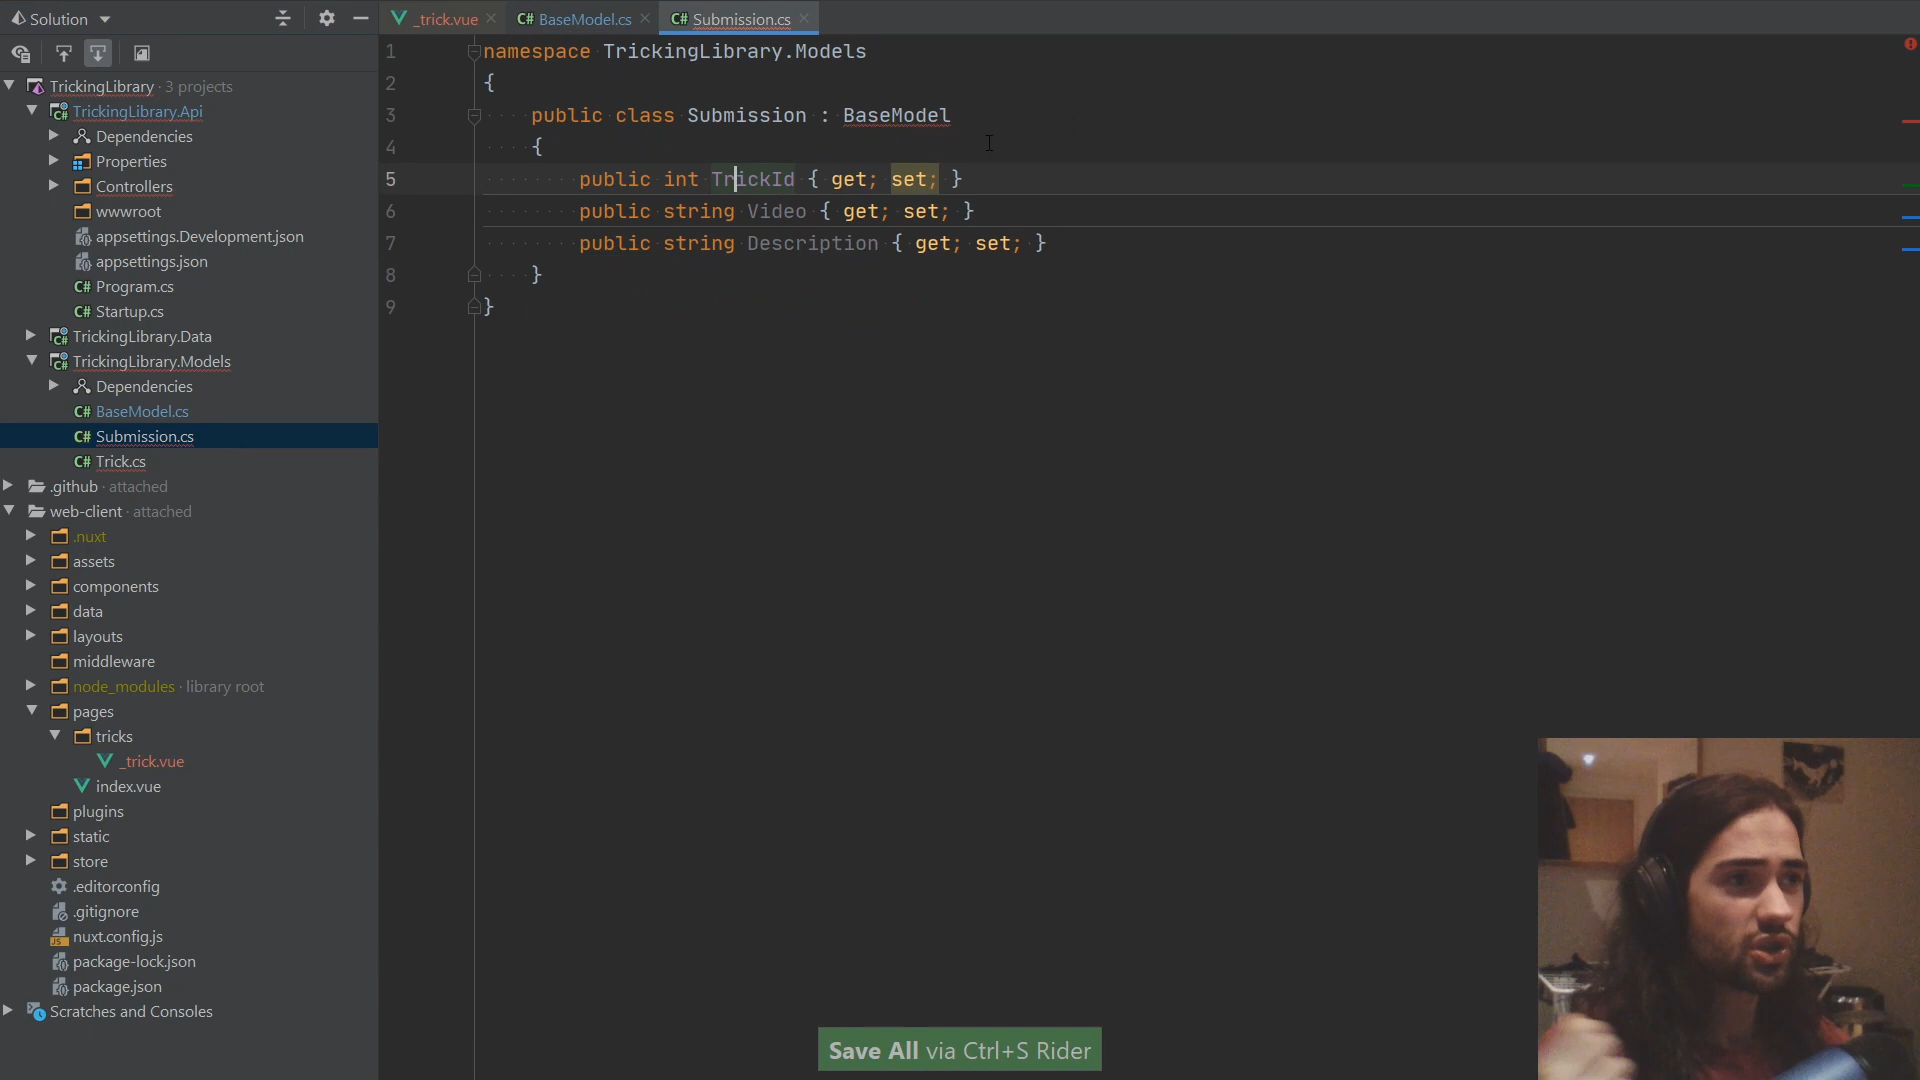 Solution
_trick.vue
BaseModel.cs
Submission.cs
TrickingLibrary · 3 projects
TrickingLibrary.Api
Dependencies
Properties
Controllers
wwwroot
appsettings.Development.json
appsettings.json
Program.cs
Startup.cs
TrickingLibrary.Data
TrickingLibrary.Models
Dependencies
BaseModel.cs
Submission.cs
Trick.cs
.github · attached
web-client · attached
.nuxt
assets
components
data
layouts
middleware
node_modules · library root
pages
tricks
_trick.vue
index.vue
plugins
static
store
.editorconfig
.gitignore
nuxt.config.js
package-lock.json
package.json
Scratches and Consoles
1 namespace TrickingLibrary.Models
2 {
3 public class Submission : BaseModel
4 {
5 public int TrickId { get; set; }
6 public string Video { get; set; }
7 public string Description { get; set; }
8 }
9 }
Save All via Ctrl+S Rider